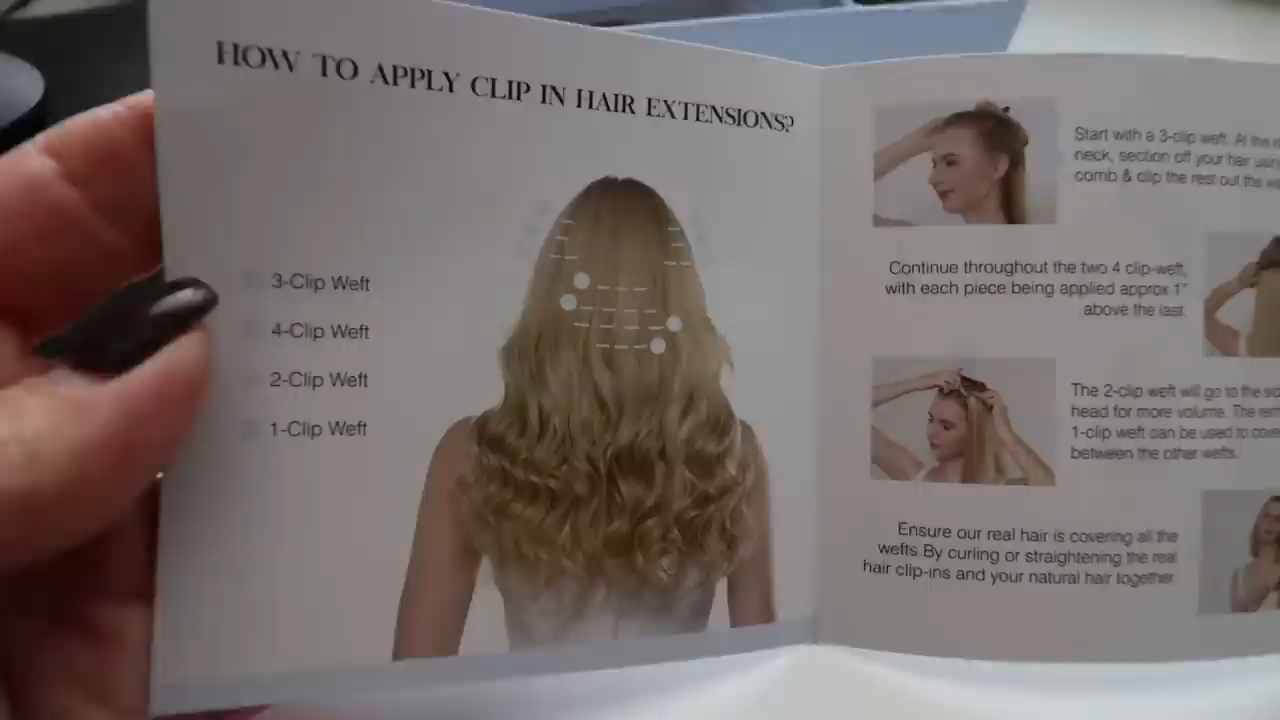 HOW TO APPLY CLIP IN HAIR EXTENSIONS?
3-Clip Weft
4-Clip Weft
2-Clip Weft
1-Clip Weft
Start with a 3-clip weft. At the
neck, section off your hair
comb & clip the rest out the
Continue throughout the two 4 clip-weft,
with each piece being applied approx 1"
above the last.
The 2-clip weft will go to the
head for more volume. The
1-clip weft can be used to
between the other wefts.
Ensure our real hair is covering all the
wefts.By curling or straightening the real
hair clip-ins and your natural hair together.